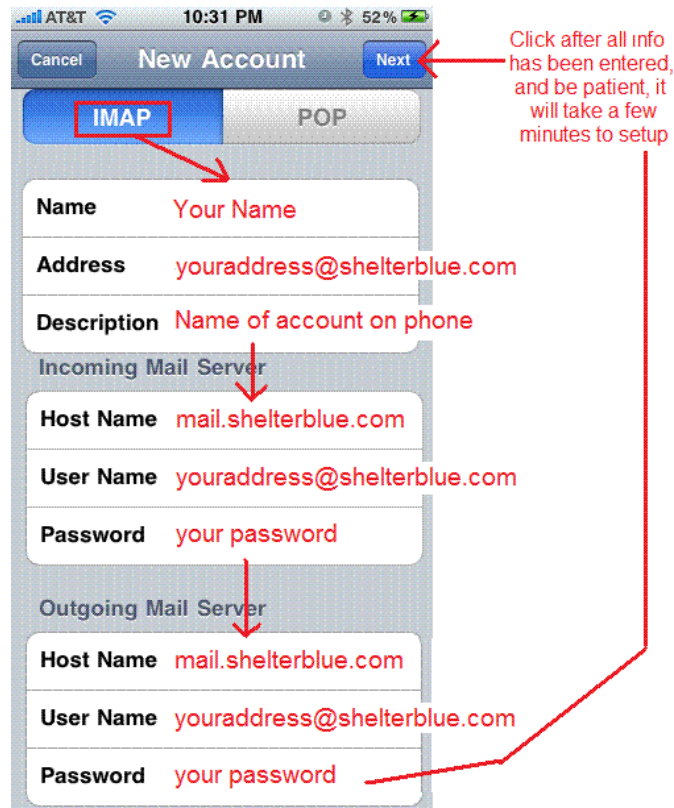 AT&T 10:31 PM 52%
Cancel New Account Next
Click after all info
has been entered,
and be patient, it
will take a few
minutes to setup
IMAP POP
Name Your Name
Address youraddress@shelterblue.com
Description Name of account on phone
Incoming Mail Server
Host Name mail.shelterblue.com
User Name youraddress@shelterblue.com
Password your password
Outgoing Mail Server
Host Name mail.shelterblue.com
User Name youraddress@shelterblue.com
Password your password